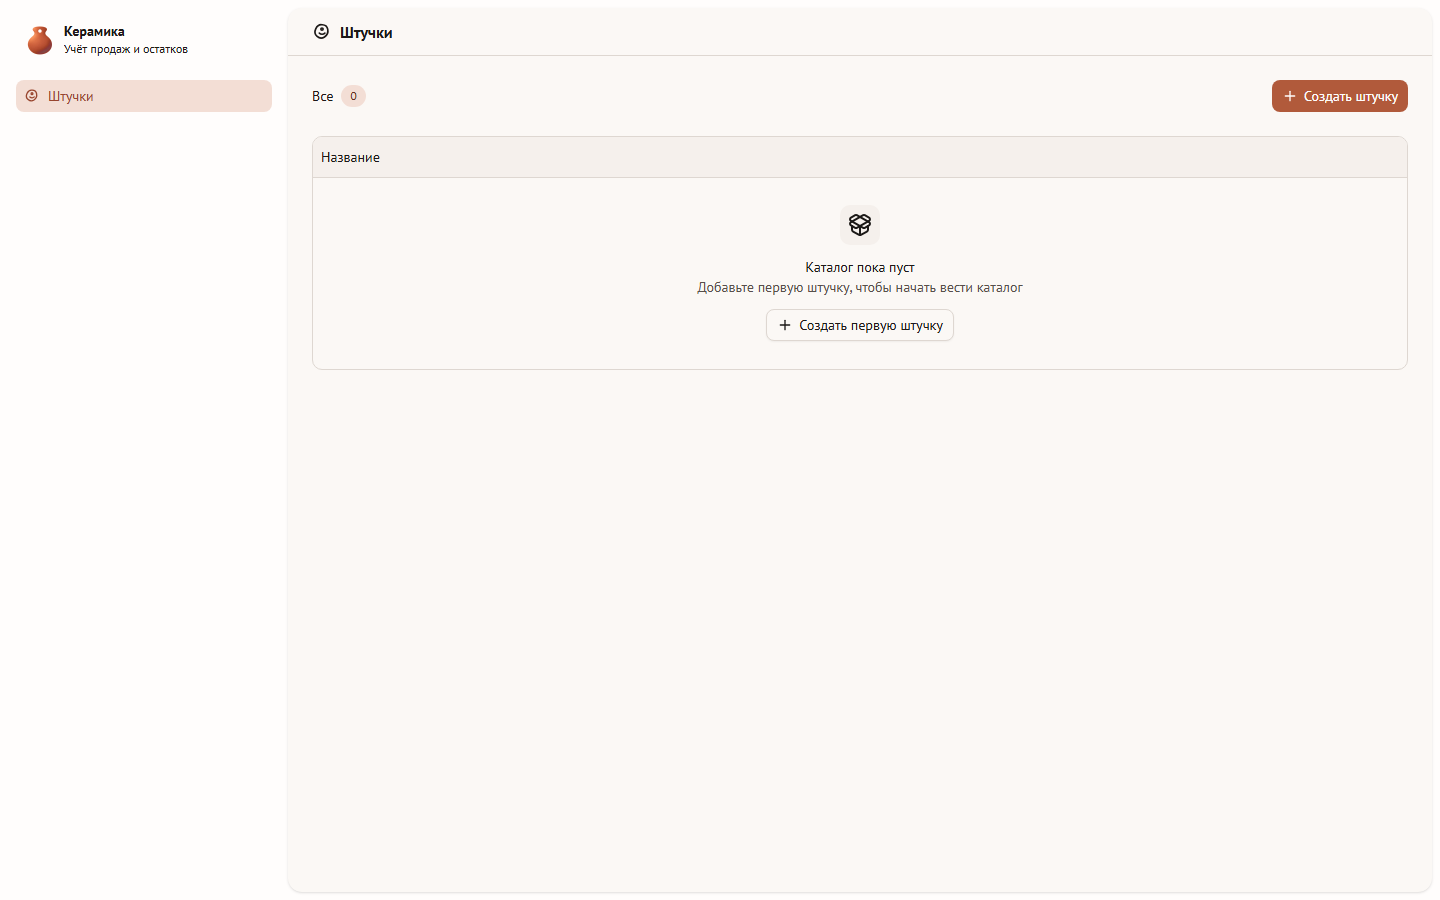 Керамика
Учёт продаж и остатков
Штучки
Штучки
Все 0
Создать штучку
Название
Каталог пока пуст
Добавьте первую штучку, чтобы начать вести каталог
Создать первую штучку